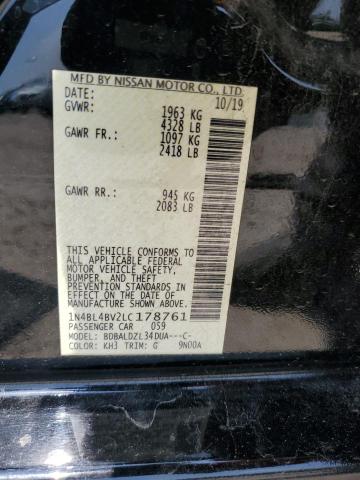 MFD BY NISSAN MOTOR CO., LTD.
DATE: 10/19
GVWR: 1963 KG
4328 LB
GAWR FR.: 1097 KG
2418 LB
GAWR RR.: 945 KG
2083 LB
THIS VEHICLE CONFORMS TO
ALL APPLICABLE FEDERAL
MOTOR VEHICLE SAFETY,
BUMPER, AND THEFT
PREVENTION STANDARDS IN
EFFECT ON THE DATE OF
MANUFACTURE SHOWN ABOVE.
1N4BL4BV2LC178761
PASSENGER CAR 059
MODEL: BDBALDZL34DUA---C-
COLOR: KH3 TRIM: G 9N00A